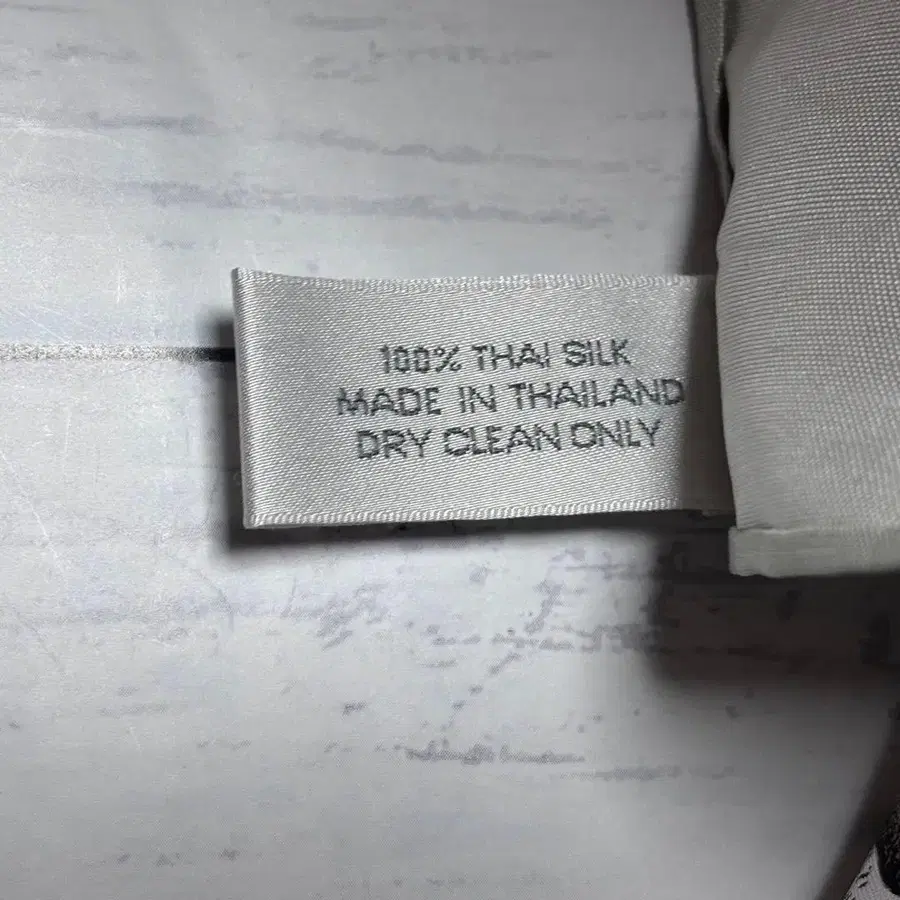 100% THAI SILK
MADE IN THAILAND
DRY CLEAN ONLY